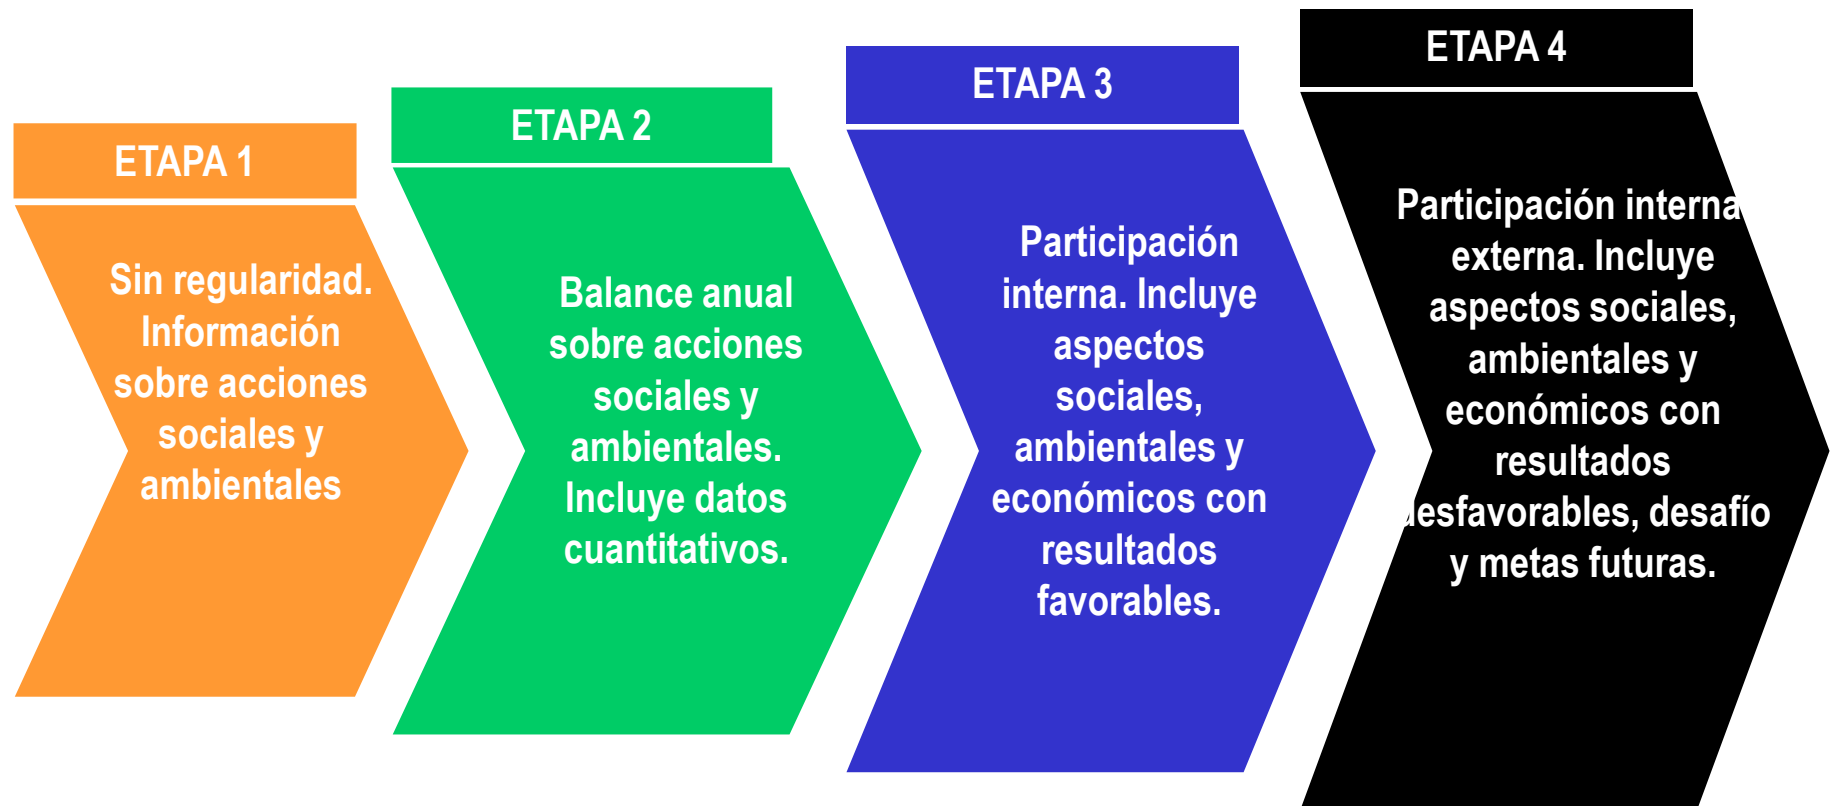 ETAPA 1
Sin regularidad.
Información
sobre acciones
sociales y
ambientales
ETAPA 2
Balance anual
sobre acciones
sociales y
ambientales.
Incluye datos
cuantitativos.
ETAPA 3
Participación
interna. Incluye
aspectos
sociales,
ambientales y
económicos con
resultados
favorables.
ETAPA 4
Participación interna
externa. Incluye
aspectos sociales,
ambientales y
económicos con
resultados
desfavorables, desafío
y metas futuras.